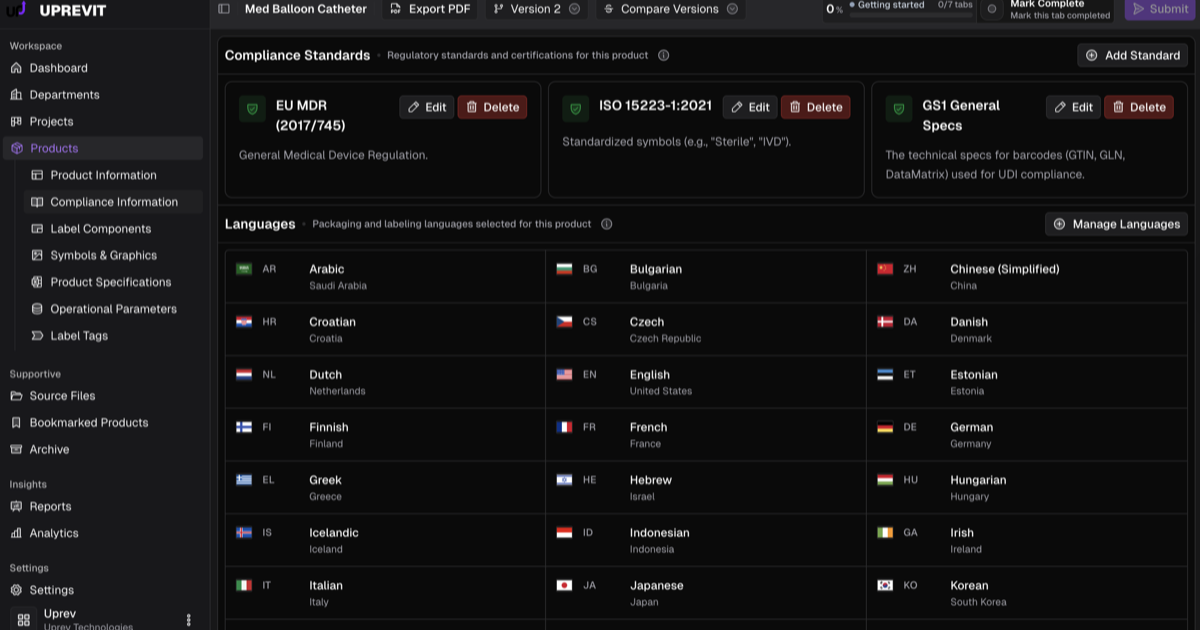 UPREVIT
Workspace
Dashboard
Departments
Projects
Products
Product Information
Compliance Information
Label Components
Symbols & Graphics
Product Specifications
Operational Parameters
Label Tags
Supportive
Source Files
Bookmarked Products
Archive
Insights
Reports
Analytics
Settings
Settings
Uprev
Uprev Technologies
Med Balloon Catheter
Export PDF
Version 2
Compare Versions
0 %
Getting started 0/7 tabs
Mark Complete
Mark this tab completed
Submit
Compliance Standards
Regulatory standards and certifications for this product
Add Standard
EU MDR
(2017/745)
Edit
Delete
General Medical Device Regulation.
ISO 15223-1:2021
Edit
Delete
Standardized symbols (e.g., "Sterile", "IVD").
GS1 General
Specs
Edit
Delete
The technical specs for barcodes (GTIN, GLN,
DataMatrix) used for UDI compliance.
Languages
Packaging and labeling languages selected for this product
Manage Languages
AR Arabic
Saudi Arabia
BG Bulgarian
Bulgaria
ZH Chinese (Simplified)
China
HR Croatian
Croatia
CS Czech
Czech Republic
DA Danish
Denmark
NL Dutch
Netherlands
EN English
United States
ET Estonian
Estonia
FI Finnish
Finland
FR French
France
DE German
Germany
EL Greek
Greece
HE Hebrew
Israel
HU Hungarian
Hungary
IS Icelandic
Iceland
ID Indonesian
Indonesia
GA Irish
Ireland
IT Italian
Italy
JA Japanese
Japan
KO Korean
South Korea